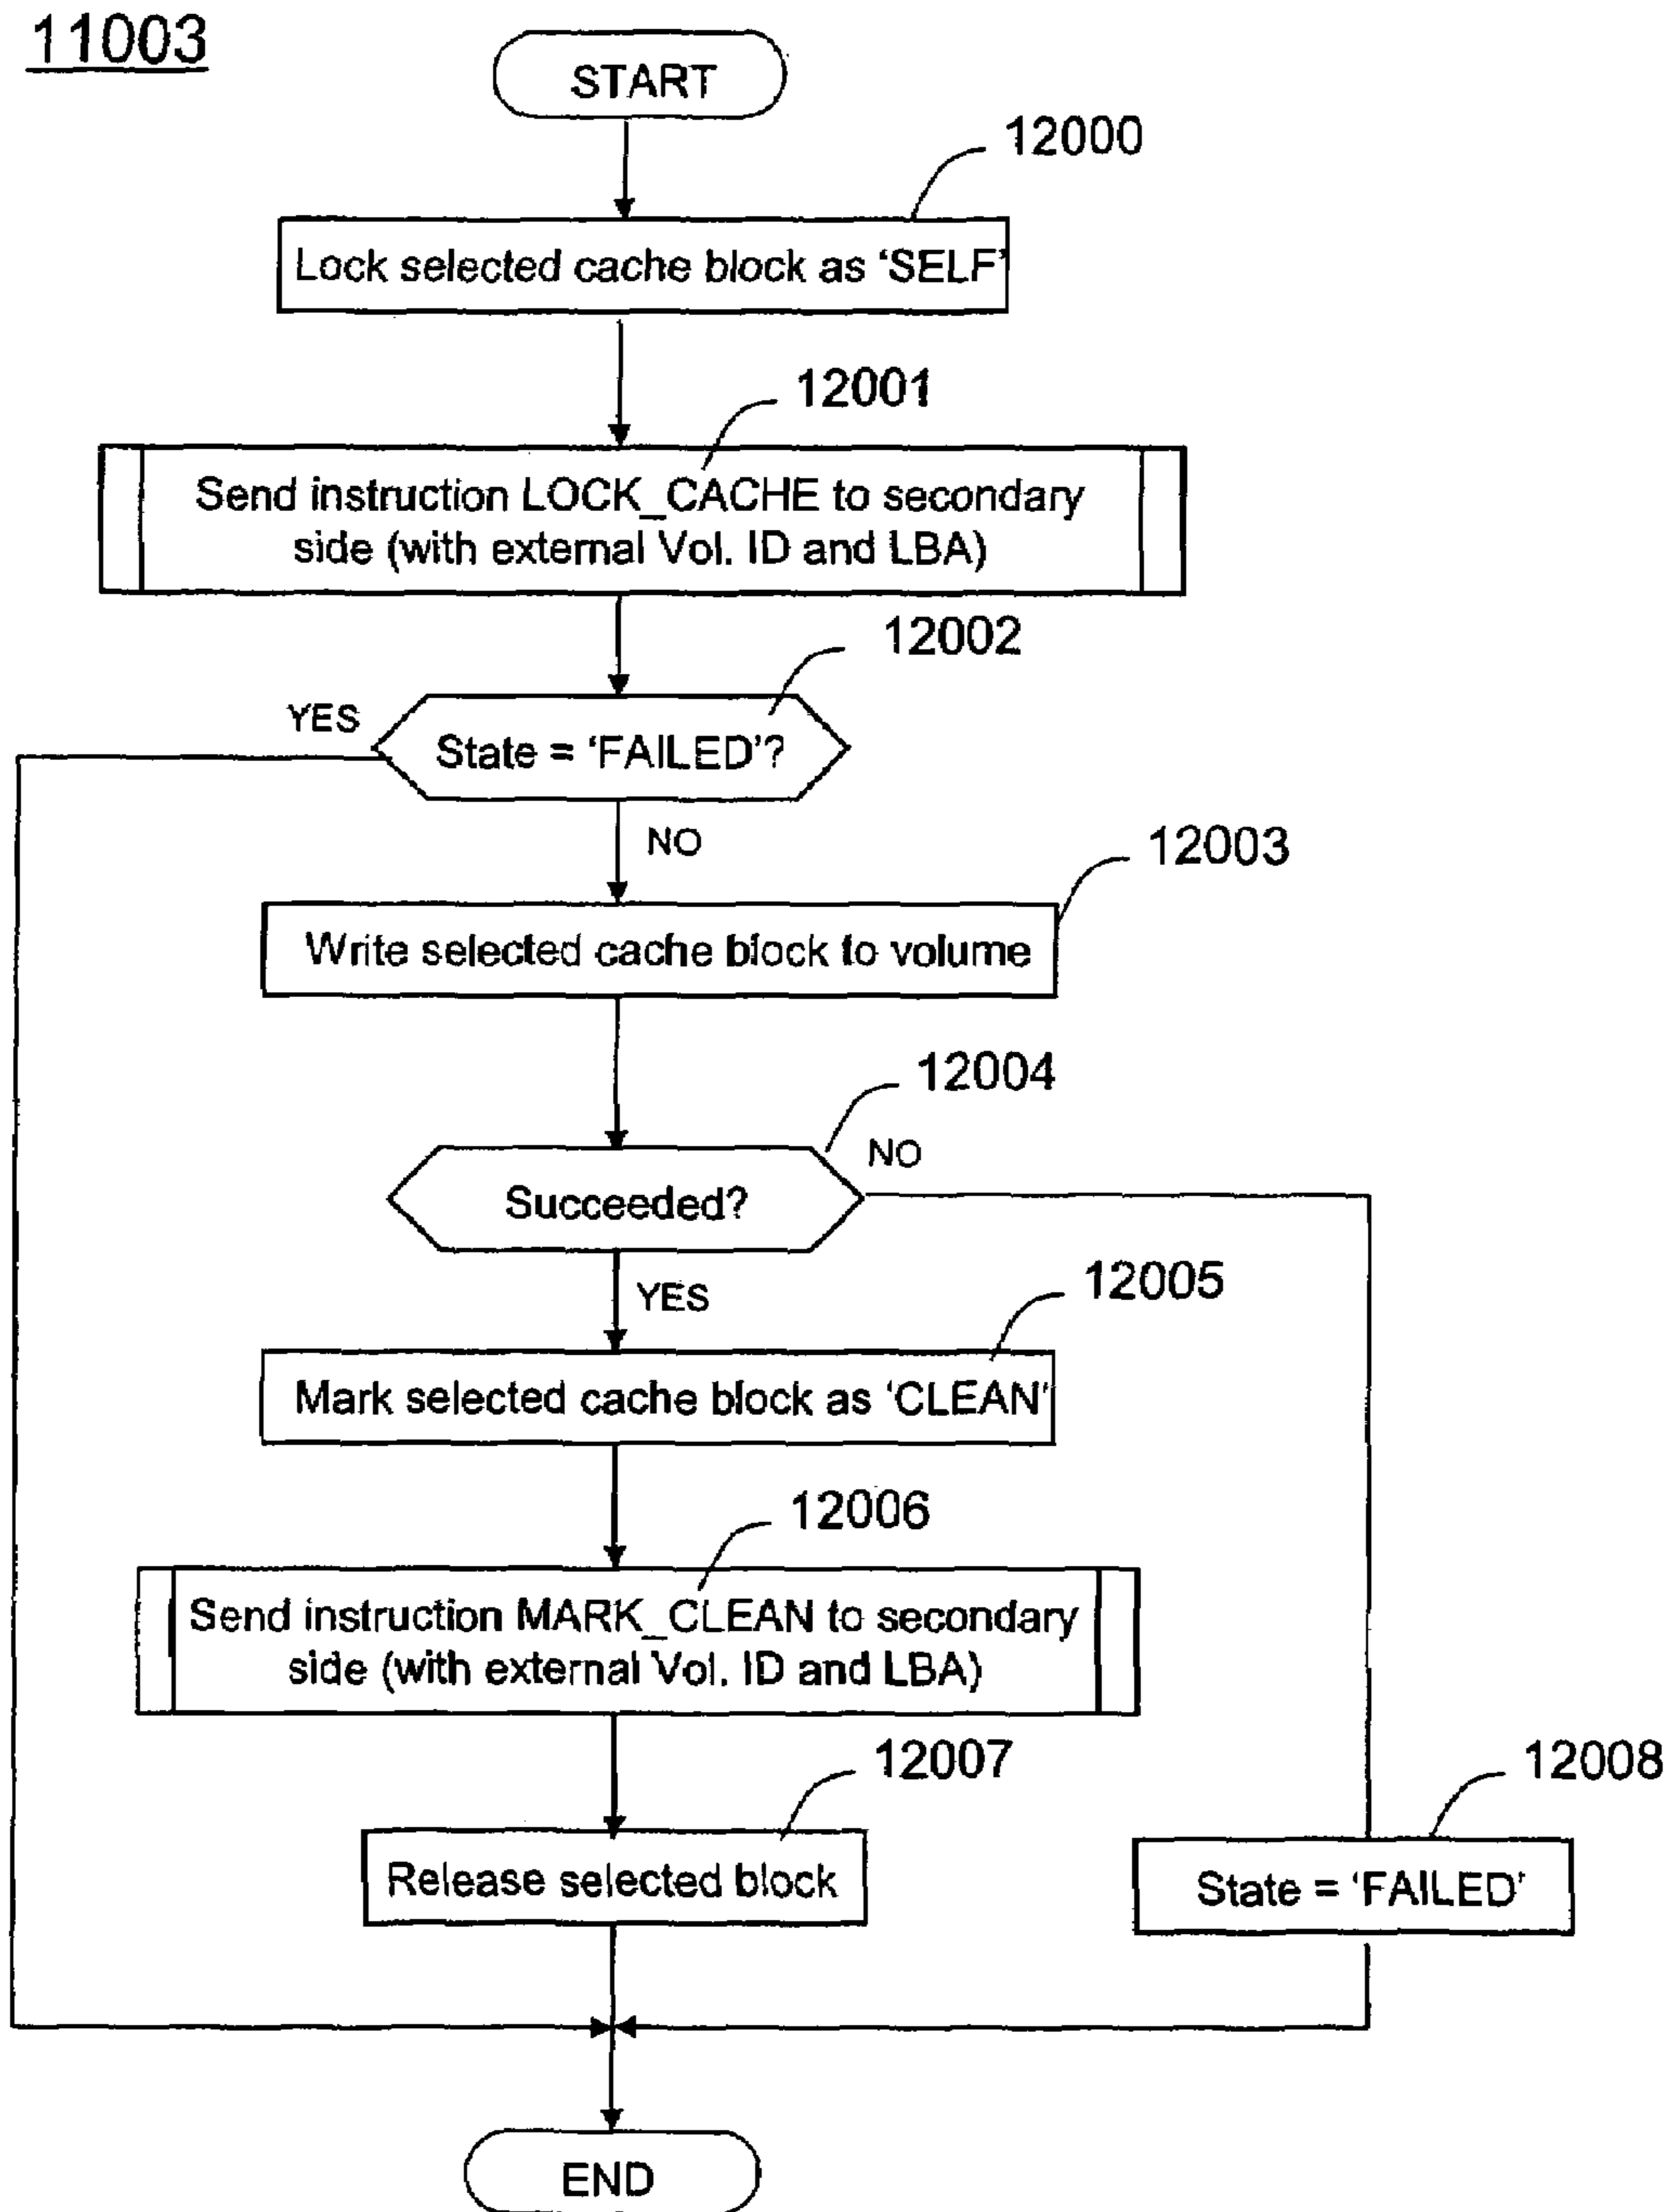 11003
START
12000
Lock selected cache block as ‘SELF’
12001
Send instruction LOCK_CACHE to secondary
side (with external Vol. ID and LBA)
12002
YES
State = ‘FAILED’?
NO
12003
Write selected cache block to volume
12004
NO
Succeeded?
YES
12005
Mark selected cache block as ‘CLEAN’
12006
Send instruction MARK_CLEAN to secondary
side (with external Vol. ID and LBA)
12007
12008
Release selected block
State = ‘FAILED’
END